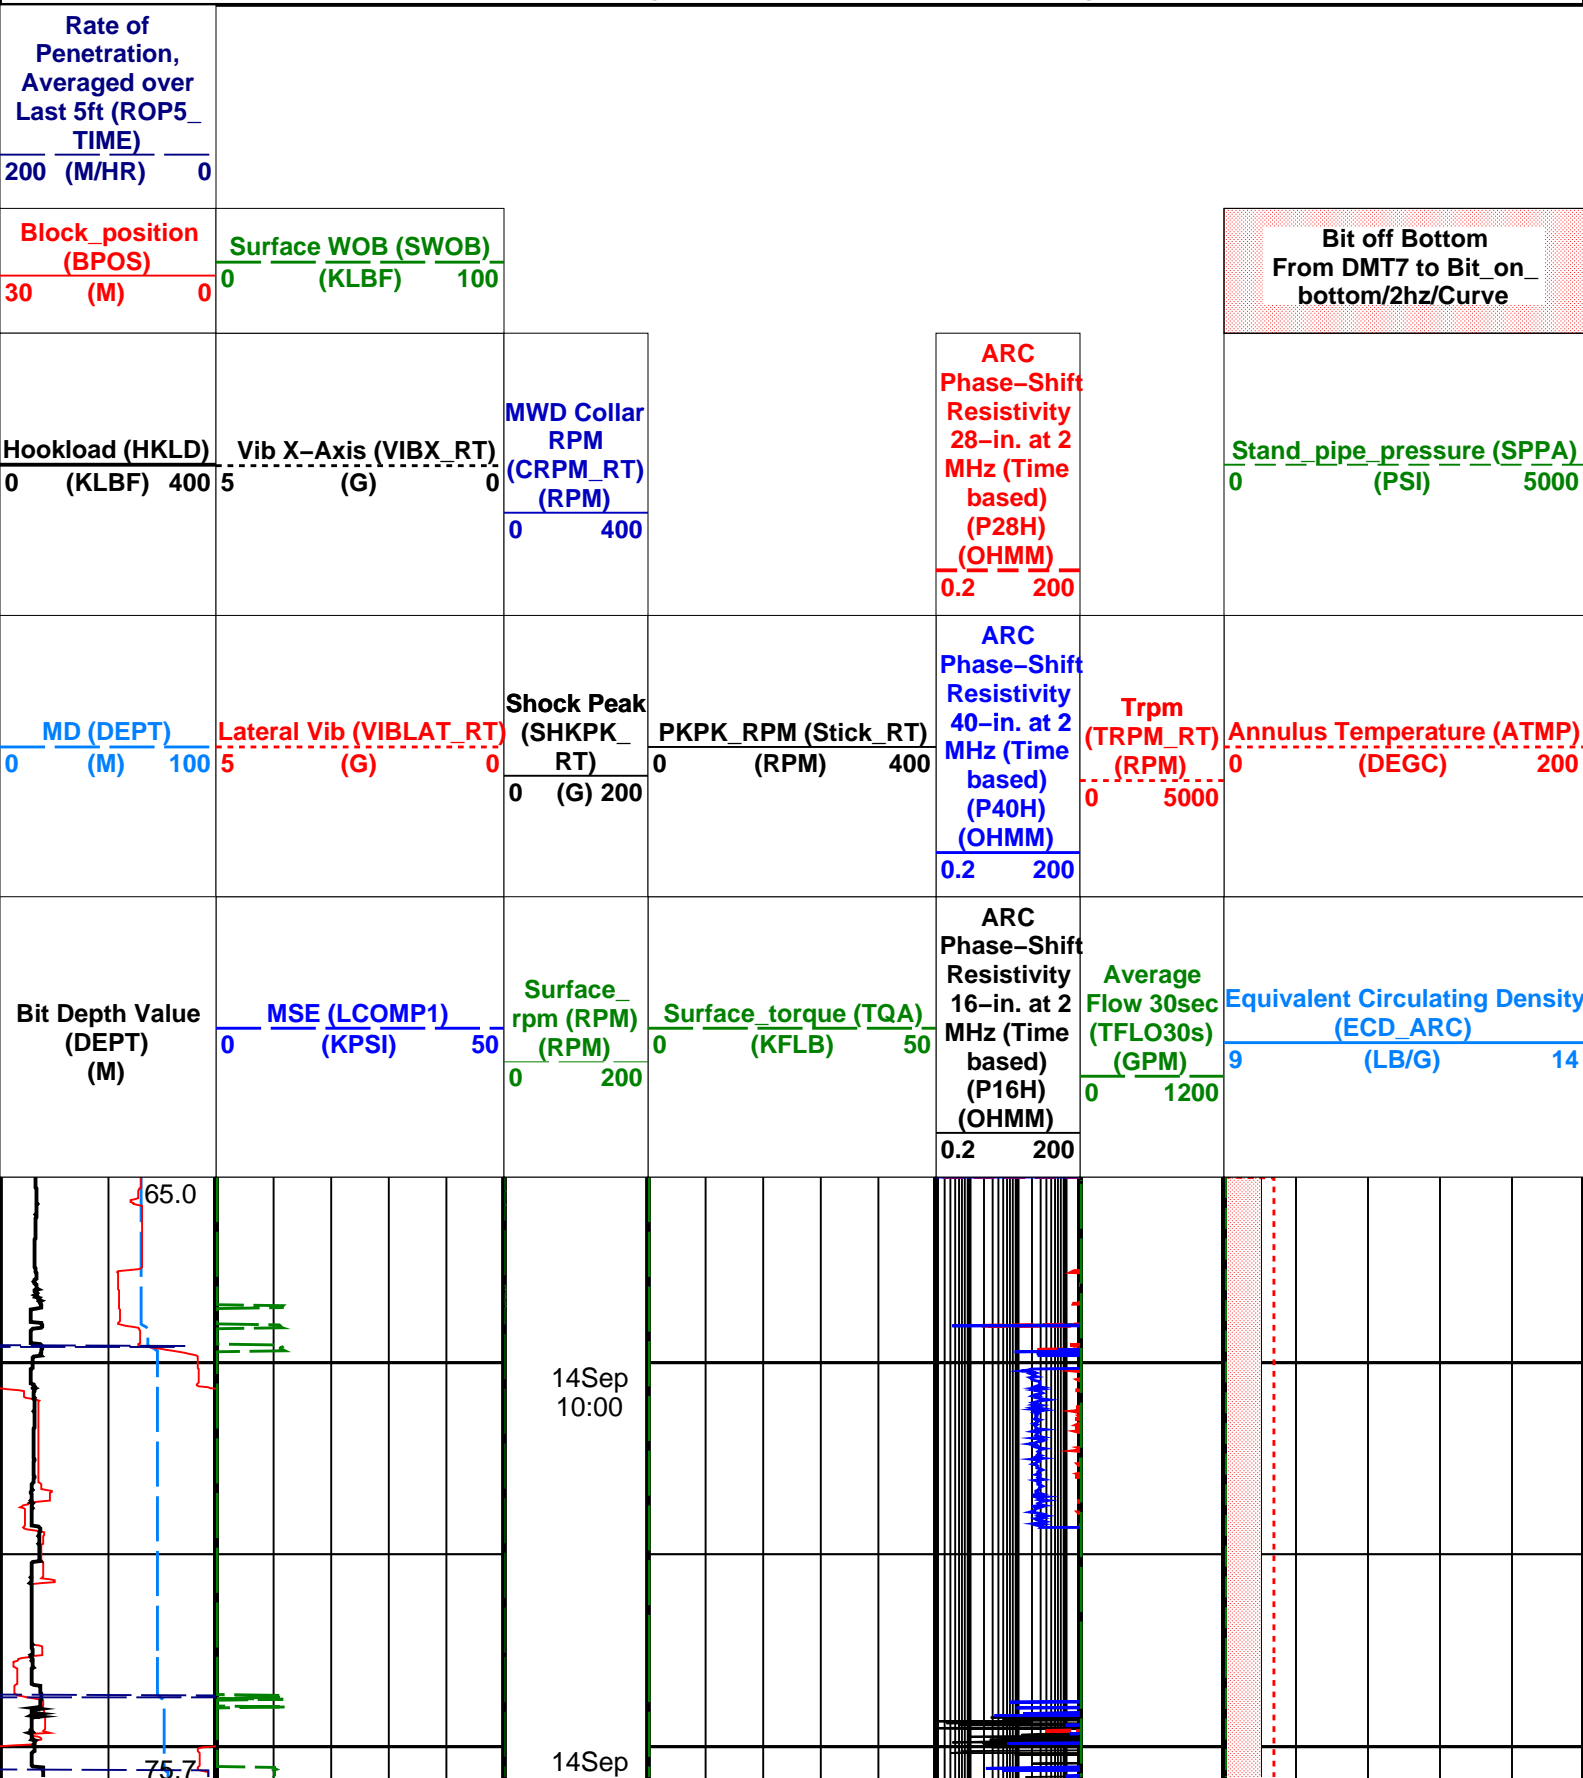 Rate of
Penetration,
Averaged over
Last 5ft (ROP5_
TIME)
200 (M/HR) 0
Block_position
(BPOS)
30 (M) 0
Surface WOB (SWOB)
0 (KLBF) 100
Bit off Bottom
From DMT7 to Bit_on_
bottom/2hz/Curve
Hookload (HKLD)
0 (KLBF) 400
Vib X–Axis (VIBX_RT)
5 (G) 0
MWD Collar
RPM
(CRPM_RT)
(RPM)
0 400
ARC
Phase–Shift
Resistivity
28–in. at 2
MHz (Time
based)
(P28H)
(OHMM)
0.2 200
Stand_pipe_pressure (SPPA)
0 (PSI) 5000
MD (DEPT)
0 (M) 100
Lateral Vib (VIBLAT_RT)
5 (G) 0
Shock Peak
(SHKPK_
RT)
0 (G) 200
PKPK_RPM (Stick_RT)
0 (RPM) 400
ARC
Phase–Shift
Resistivity
40–in. at 2
MHz (Time
based)
(P40H)
(OHMM)
0.2 200
Trpm
(TRPM_RT)
(RPM)
0 5000
Annulus Temperature (ATMP)
0 (DEGC) 200
Bit Depth Value
(DEPT)
(M)
MSE (LCOMP1)
0 (KPSI) 50
Surface_
rpm (RPM)
(RPM)
0 200
Surface_torque (TQA)
0 (KFLB) 50
ARC
Phase–Shift
Resistivity
16–in. at 2
MHz (Time
based)
(P16H)
(OHMM)
0.2 200
Average
Flow 30sec
(TFLO30s)
(GPM)
0 1200
Equivalent Circulating Density
(ECD_ARC)
9 (LB/G) 14
65.0
14Sep
10:00
14Sep
75.7